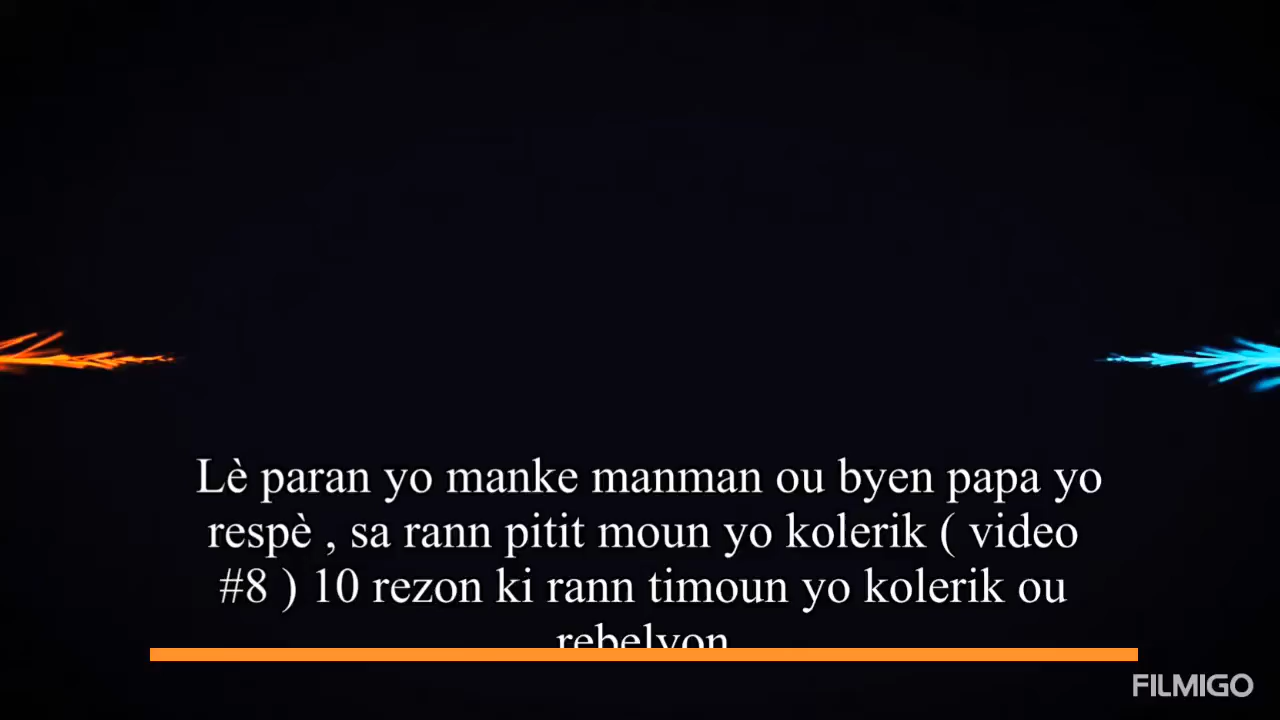 Lè paran yo manke manman ou byen papa yo
respè , sa rann pitit moun yo kolerik ( video
#8 ) 10 rezon ki rann timoun yo kolerik ou
rebelyon
FILMIGO